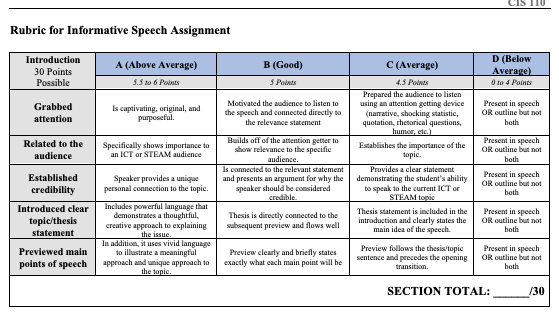 CIS 110
Rubric for Informative Speech Assignment
Introduction
30 Points
Possible
A (Above Average)
B (Good)
C (Average)
D (Below
Average)
5.5 to 6 Points
5 Points
4.5 Points
0 to 4 Points
Grabbed
attention
Is captivating, original, and
purposeful.
Motivated the audience to listen to
the speech and connected directly to
the relevance statement
Prepared the audience to listen
using an attention getting device
(narrative, shocking statistic,
quotation, rhetorical questions,
humor, etc.)
Present in speech
OR outline but not
both
Related to the
audience
Specifically shows importance to
an ICT or STEAM audience
Builds off of the attention getter to
show relevance to the specific
audience.
Establishes the importance of the
topic.
Present in speech
OR outline but not
both
Established
credibility
Speaker provides a unique
personal connection to the topic.
Is connected to the relevant statement
and presents an argument for why the
speaker should be considered
credible.
Provides a clear statement
demonstrating the student's ability
to speak to the current ICT or
STEAM topic
Present in speech
OR outline but not
both
Introduced clear
topic/thesis
statement
Includes powerful language that
demonstrates a thoughtful,
creative approach to explaining
the issue.
Thesis is directly connected to the
subsequent preview and flows well
Thesis statement is included in the
introduction and clearly states the
main idea of the speech.
Present in speech
OR outline but not
both
Previewed main
points of speech
In addition, it uses vivid language
to illustrate a meaningful
approach and unique approach to
the topic.
Preview clearly and briefly states
exactly what each main point will be
Preview follows the thesis/topic
sentence and precedes the opening
transition.
Present in speech
OR outline but not
both
SECTION TOTAL: ______/30